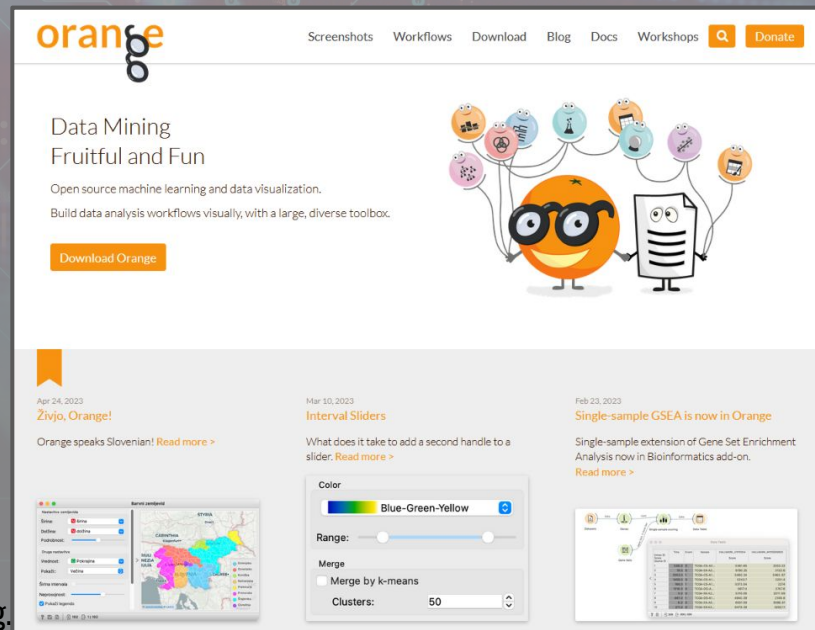 orange
Screenshots Workflows Download Blog Docs Workshops Donate
Data Mining
Fruitful and Fun
Open source machine learning and data visualization.
Build data analysis workflows visually, with a large, diverse toolbox.
Download Orange
Apr 24, 2023
Živjo, Orange!
Orange speaks Slovenian! Read more >
Mar 10, 2023
Interval Sliders
What does it take to add a second handle to a
slider. Read more >
Color
Blue-Green-Yellow
Range:
Merge
Merge by k-means
Clusters: 50
Feb 23, 2023
Single-sample GSEA is now in Orange
Single-sample extension of Gene Set Enrichment
Analysis now in Bioinformatics add-on.
Read more >
g.